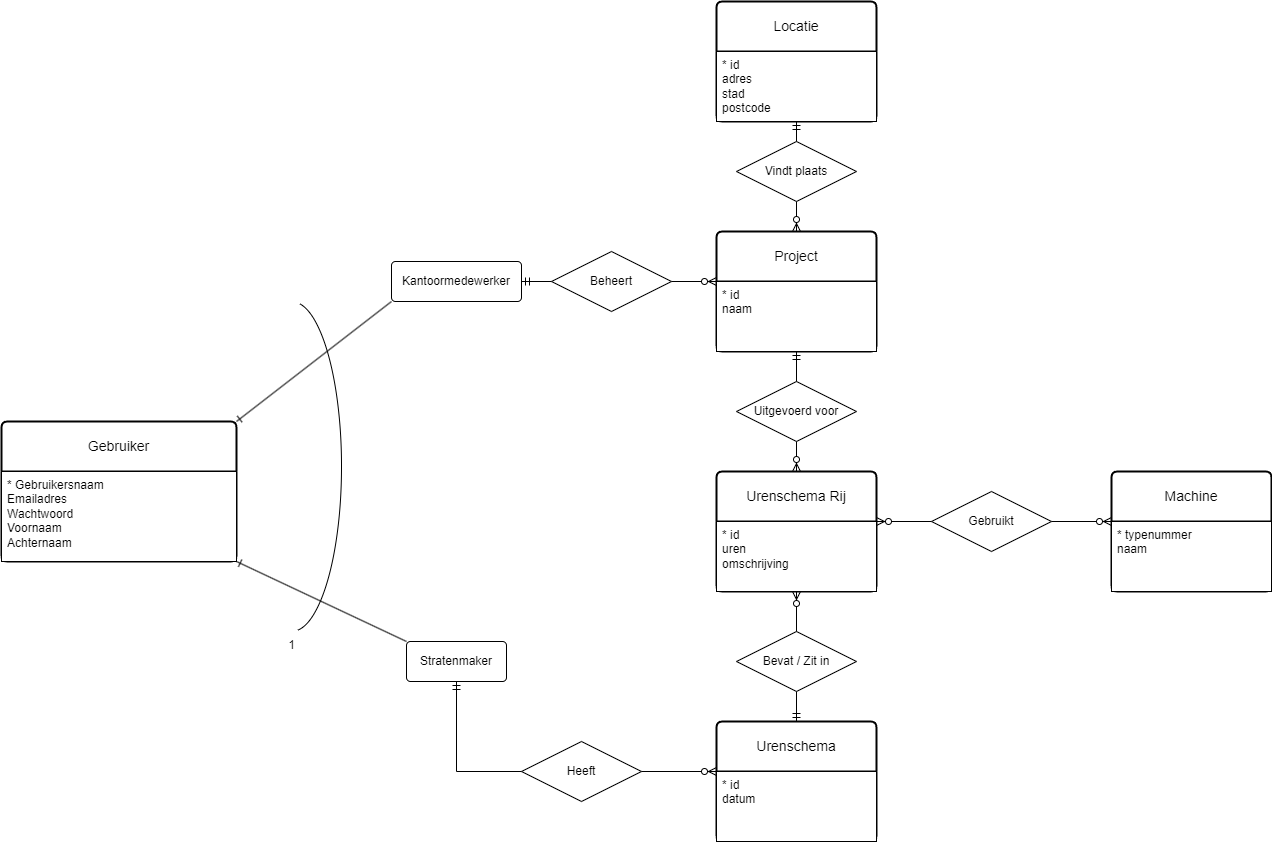 Locatie
* id
adres
stad
postcode
Vindt plaats
Project
* id
naam
Kantoormedewerker
Beheert
Uitgevoerd voor
Gebruiker
* Gebruikersnaam
Emailadres
Wachtwoord
Voornaam
Achternaam
Urenschema Rij
* id
uren
omschrijving
Gebruikt
Machine
* typenummer
naam
1
Stratenmaker
Bevat / Zit in
Heeft
Urenschema
* id
datum